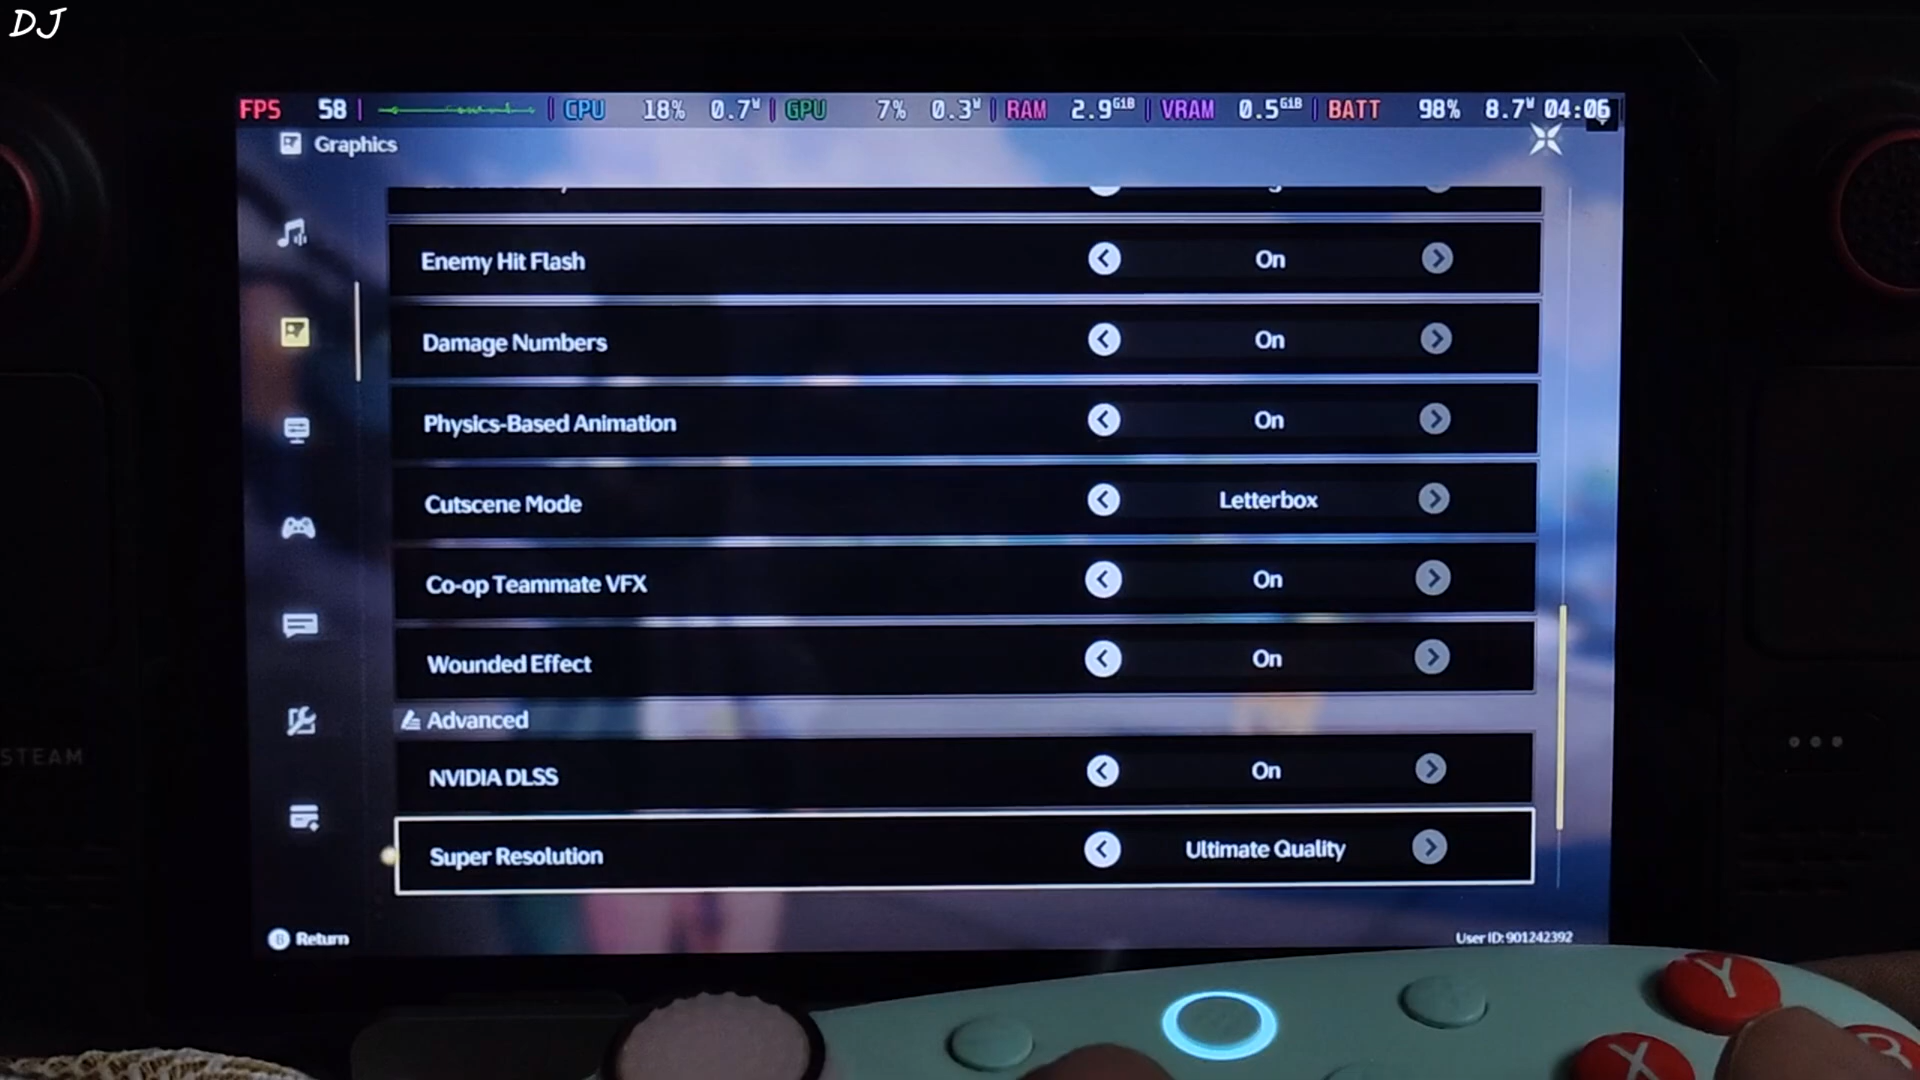 DJ
FPS 58 CPU 18% 0.7W GPU 7% 0.3W RAM 2.9GiB VRAM 0.5GiB BATT 98% 8.7W 04:06
Graphics
Enemy Hit Flash On
Damage Numbers On
Physics-Based Animation On
Cutscene Mode Letterbox
Co-op Teammate VFX On
Wounded Effect On
Advanced
NVIDIA DLSS On
Super Resolution Ultimate Quality
STEAM
B Return
User ID: 901242392
Y
X
B